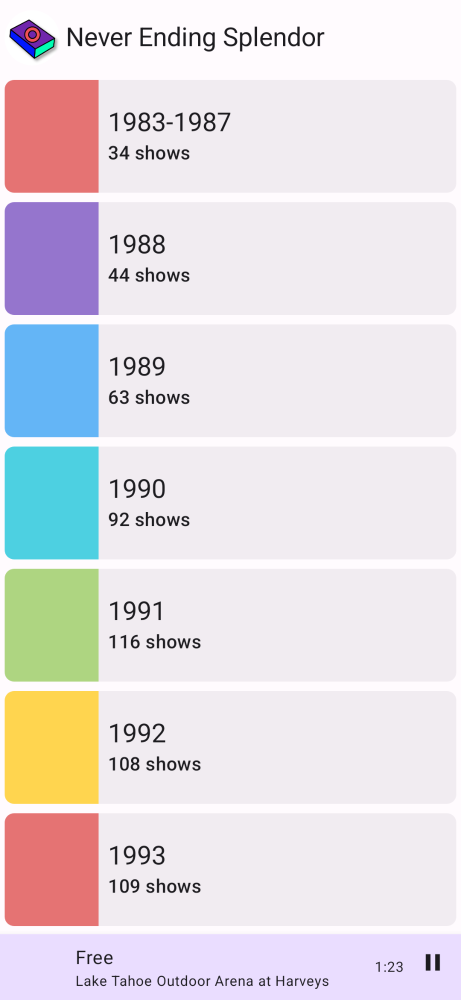 Never Ending Splendor
1983-1987
34 shows
1988
44 shows
1989
63 shows
1990
92 shows
1991
116 shows
1992
108 shows
1993
109 shows
Free
Lake Tahoe Outdoor Arena at Harveys
1:23